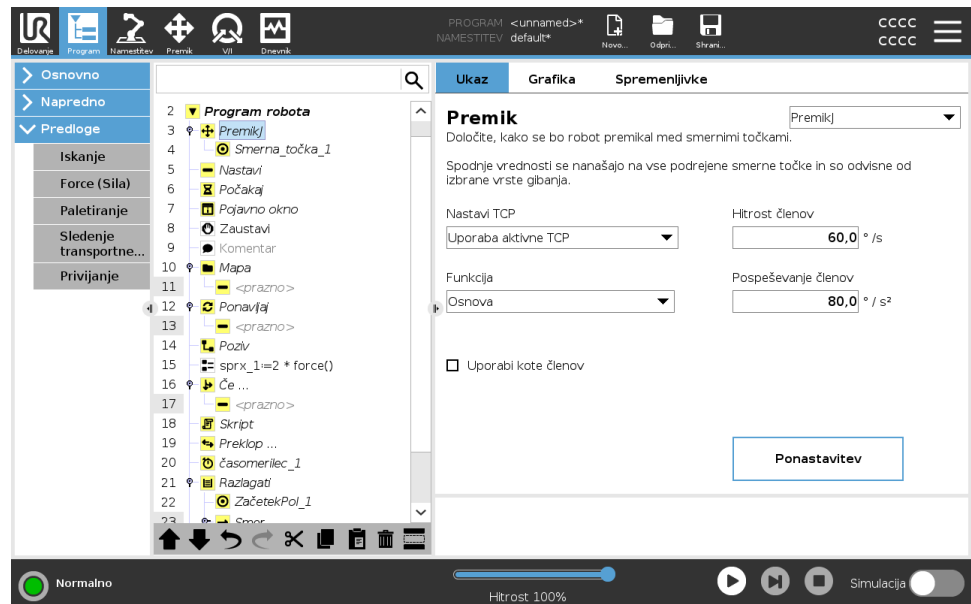 UR
PROGRAM <unnamed>*
NAMESTITEV default*
CCCC
CCCC
Delovanje Program Namestitev Premik V/I Dnevnik Novo... Odpri... Shrani...
Osnovno
Napredno
Predloge
Iskanje
Force (Sila)
Paletiranje
Sledenje
transportne...
Privijanje
2 Program robota
3 PremikJ
4 Smerna_točka_1
5 Nastavi
6 Počakaj
7 Pojavno okno
8 Zaustavi
9 Komentar
10 Mapa
11 <prazno>
12 Ponavljaj
13 <prazno>
14 Poziv
15 sprx_1:=2 * force()
16 Če ...
17 <prazno>
18 Skript
19 Preklop ...
20 časomerilec_1
21 Razlagati
22 ZačetekPol_1
23 Smer
Ukaz Grafika Spremenljivke
Premik
PremikJ
Določite, kako se bo robot premikal med smernimi točkami.
Spodnje vrednosti se nanašajo na vse podrejene smerne točke in so odvisne od
izbrane vrste gibanja.
Nastavi TCP
Hitrost členov
Uporaba aktivne TCP
60,0 ° /s
Funkcija
Pospeševanje členov
Osnova
80,0 ° / s²
Uporabi kote členov
Ponastavitev
Normalno
Hitrost 100%
Simulacija